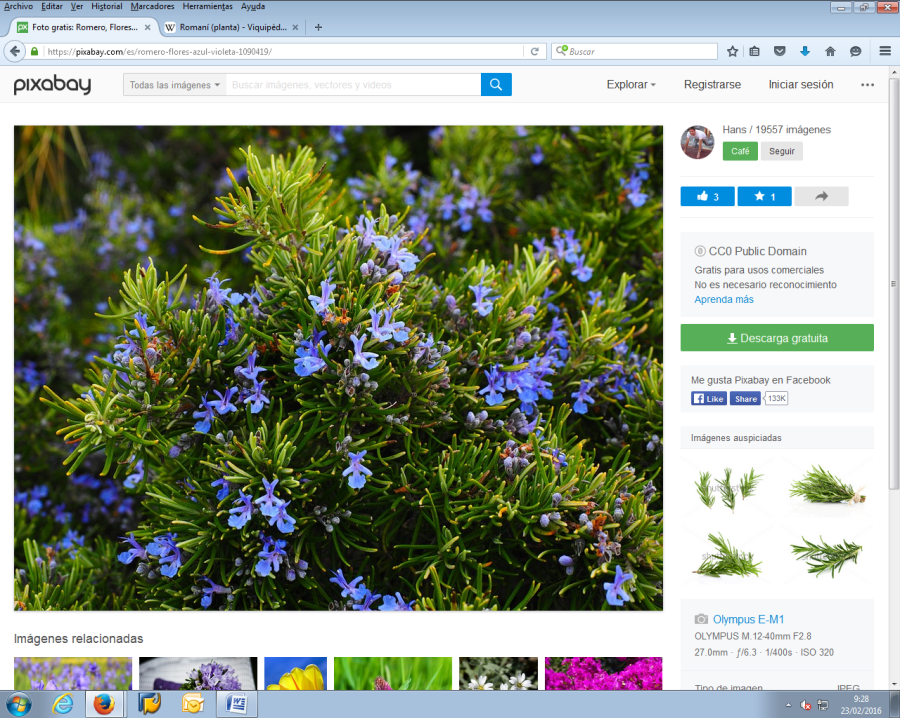 Archivo Editar Ver Historial Marcadores Herramientas Ayuda
Foto gratis: Romero, Flores... × Romaní (planta) - Viquipèd... × +
https://pixabay.com/es/romero-flores-azul-violeta-1090419/ Buscar
pixabay Todas las imágenes Buscar imágenes, vectores y videos Explorar Registrarse Iniciar sesión
Hans / 19557 imágenes
Café Seguir
3 1
CC0 Public Domain
Gratis para usos comerciales
No es necesario reconocimiento
Aprenda más
Descarga gratuita
Me gusta Pixabay en Facebook
Like Share 133K
Imágenes auspiciadas
Olympus E-M1
OLYMPUS M.12-40mm F2.8
27.0mm · ƒ/6.3 · 1/400s · ISO 320
Imágenes relacionadas
Tipo de imagen JPEG
9:28
23/02/2016